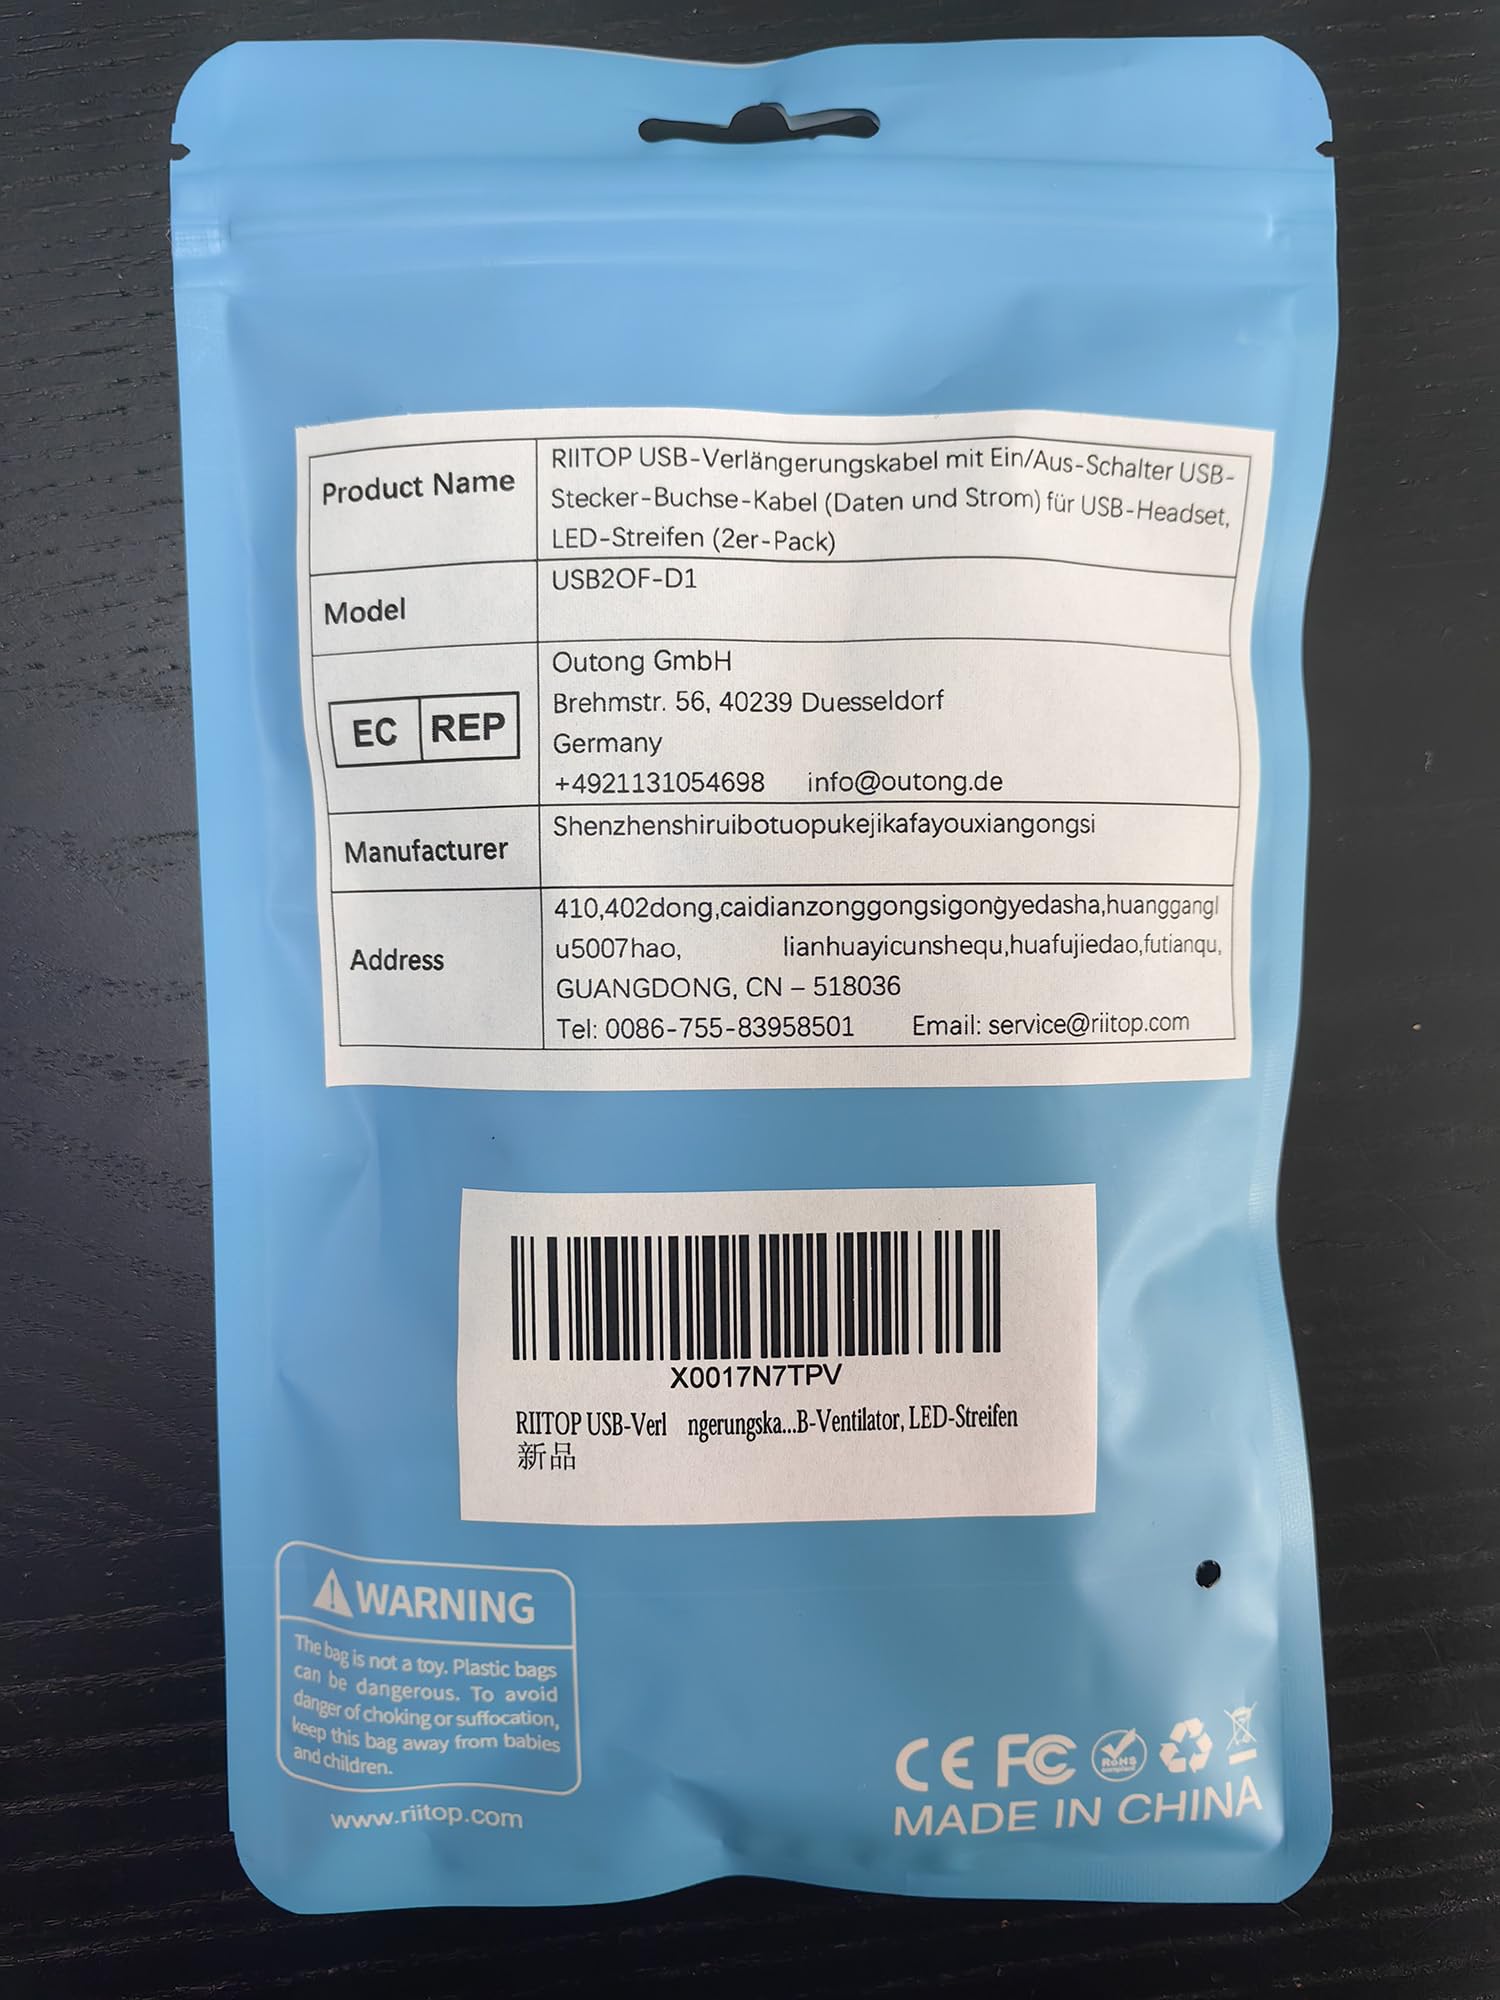 Product Name
RIITOP USB-Verlängerungskabel mit Ein/Aus-Schalter USB-
Stecker-Buchse-Kabel (Daten und Strom) für USB-Headset,
LED-Streifen (2er-Pack)
Model
USB2OF-D1
EC REP
Outong GmbH
Brehmstr. 56, 40239 Duesseldorf
Germany
+4921131054698 info@outong.de
Manufacturer
Shenzhenshiruibotuopukejikafayouxiangongsi
Address
410,402dong,caidianzonggongsigongyedasha,huanggangl
u5007hao, lianhuayicunshequ,huafujiedao,futianqu,
GUANGDONG, CN – 518036
Tel: 0086-755-83958501 Email: service@riitop.com
X0017N7TPV
RIITOP USB-Verl ngerungska...B-Ventilator, LED-Streifen
新品
WARNING
The bag is not a toy. Plastic bags
can be dangerous. To avoid
danger of choking or suffocation,
keep this bag away from babies
and children.
www.riitop.com
CE FC RoHS compliant
MADE IN CHINA